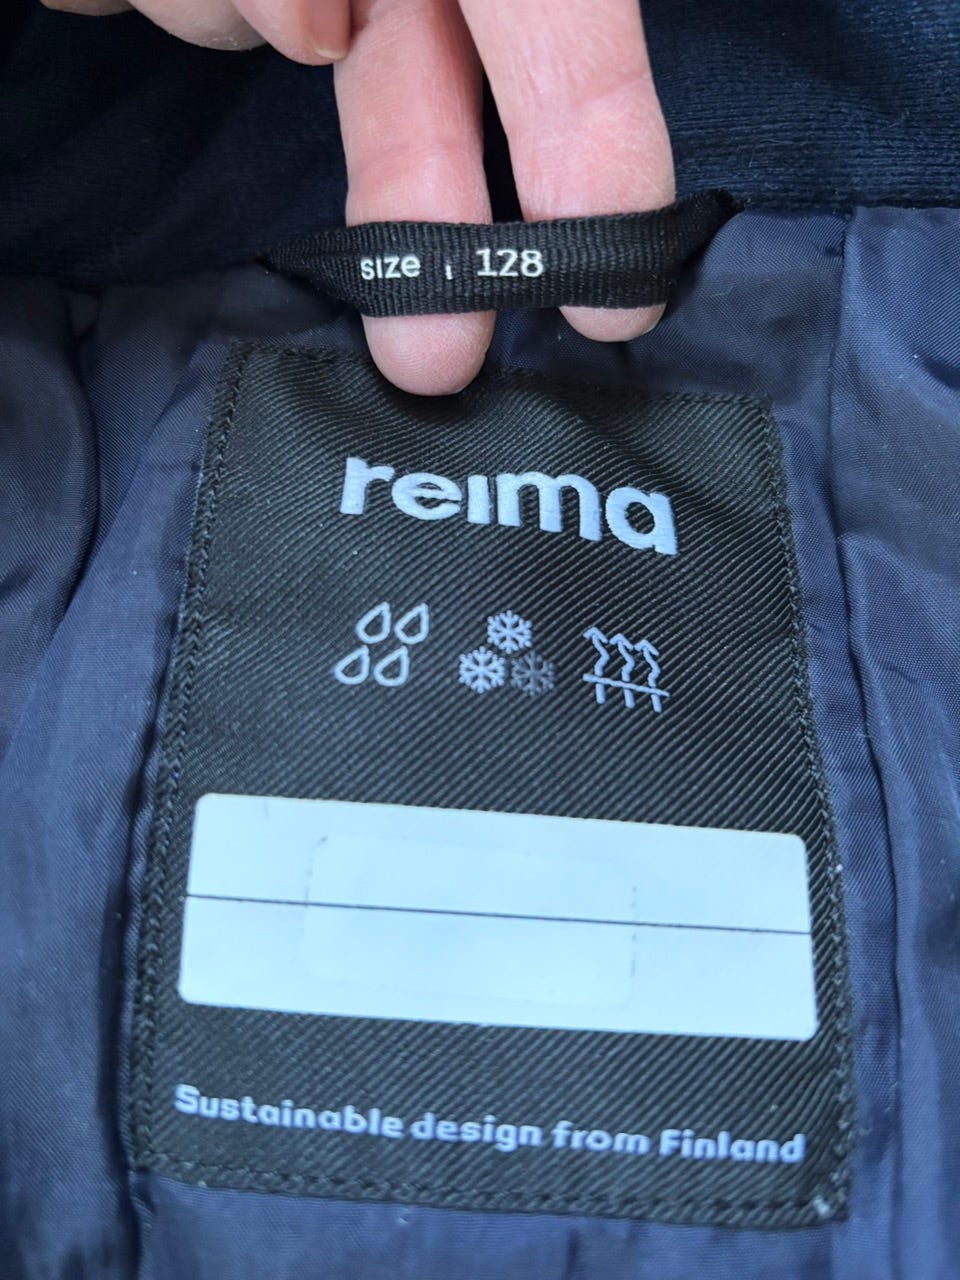 size | 128
reima
Sustainable design from Finland